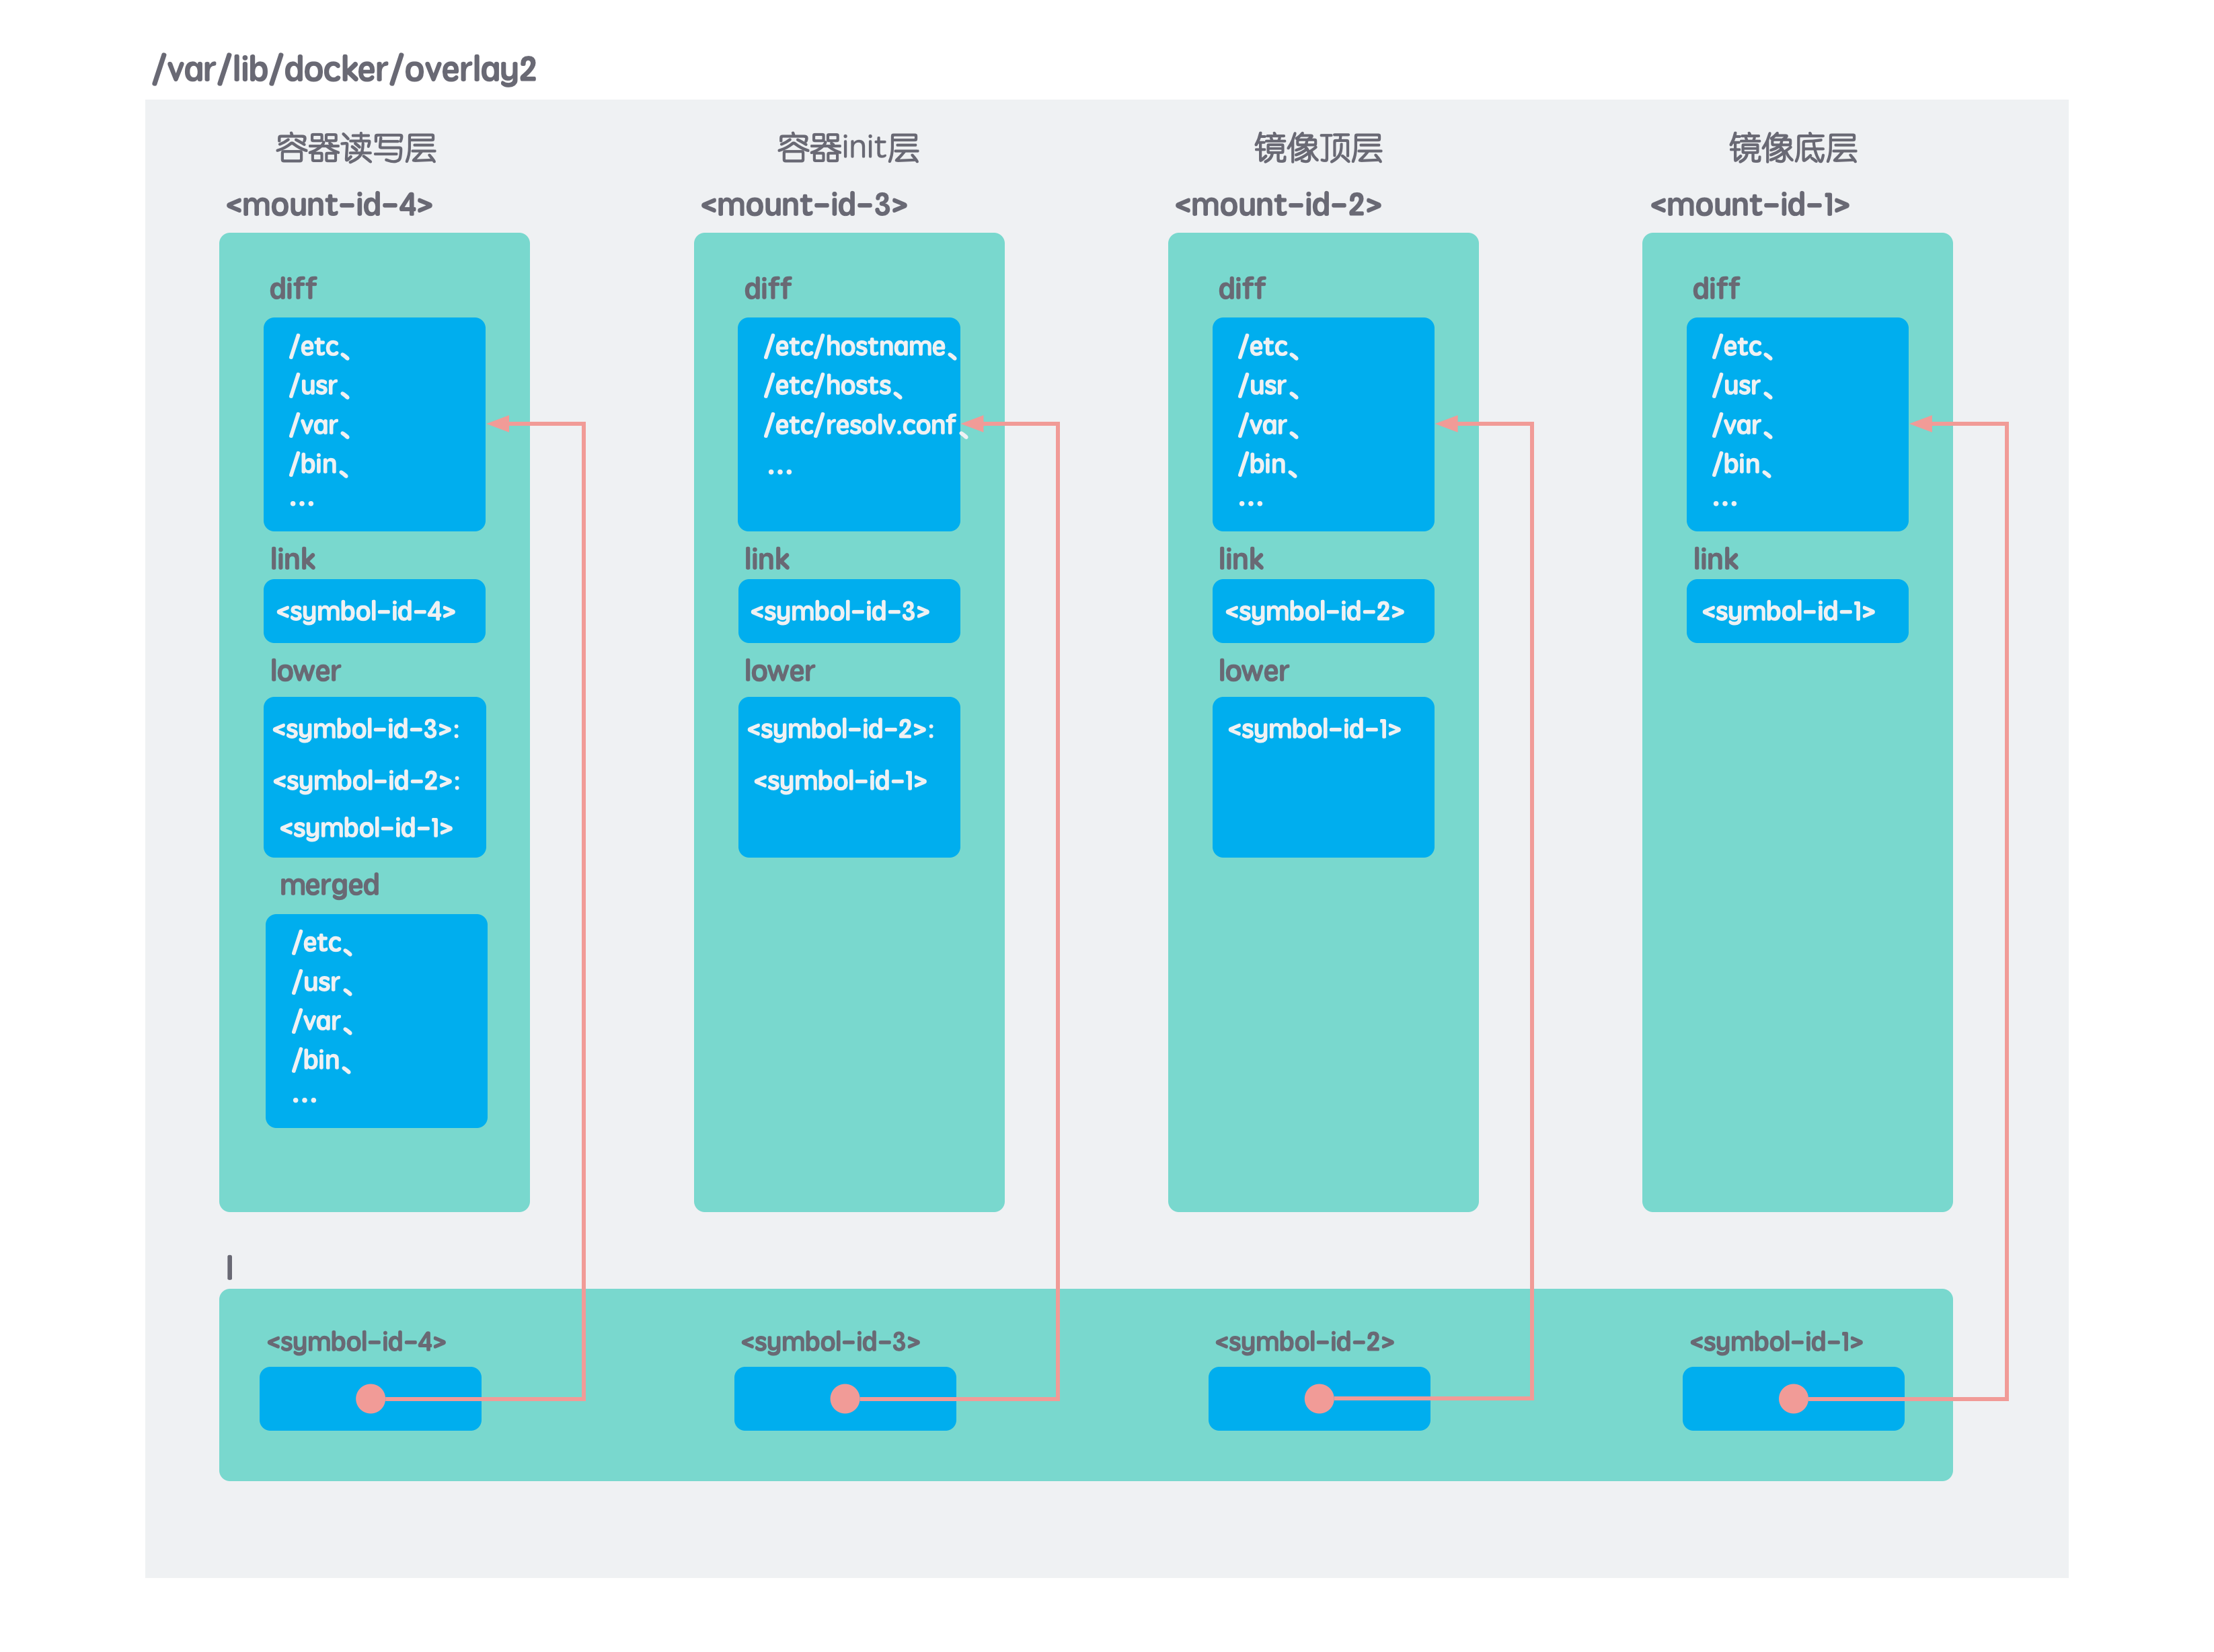 /var/lib/docker/overlay2
容器读写层
<mount-id-4>
diff
/etc、
/usr、
/var、
/bin、
...
link
<symbol-id-4>
lower
<symbol-id-3>:
<symbol-id-2>:
<symbol-id-1>
merged
/etc、
/usr、
/var、
/bin、
...
容器init层
<mount-id-3>
diff
/etc/hostname、
/etc/hosts、
/etc/resolv.conf、
...
link
<symbol-id-3>
lower
<symbol-id-2>:
<symbol-id-1>
镜像顶层
<mount-id-2>
diff
/etc、
/usr、
/var、
/bin、
...
link
<symbol-id-2>
lower
<symbol-id-1>
镜像底层
<mount-id-1>
diff
/etc、
/usr、
/var、
/bin、
...
link
<symbol-id-1>
l
<symbol-id-4>
<symbol-id-3>
<symbol-id-2>
<symbol-id-1>